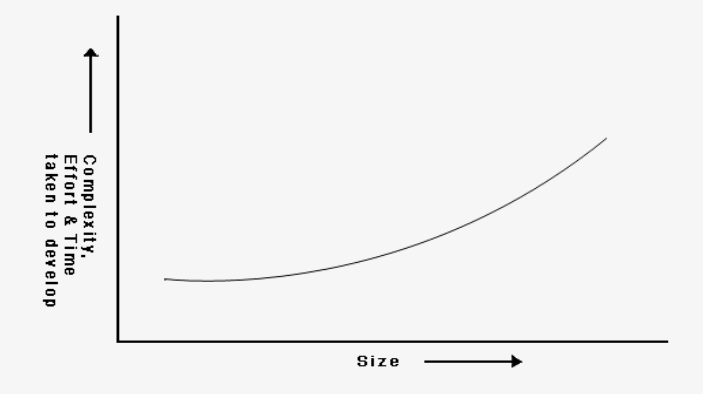 Complexity,
Effort & Time
taken to develop
Size